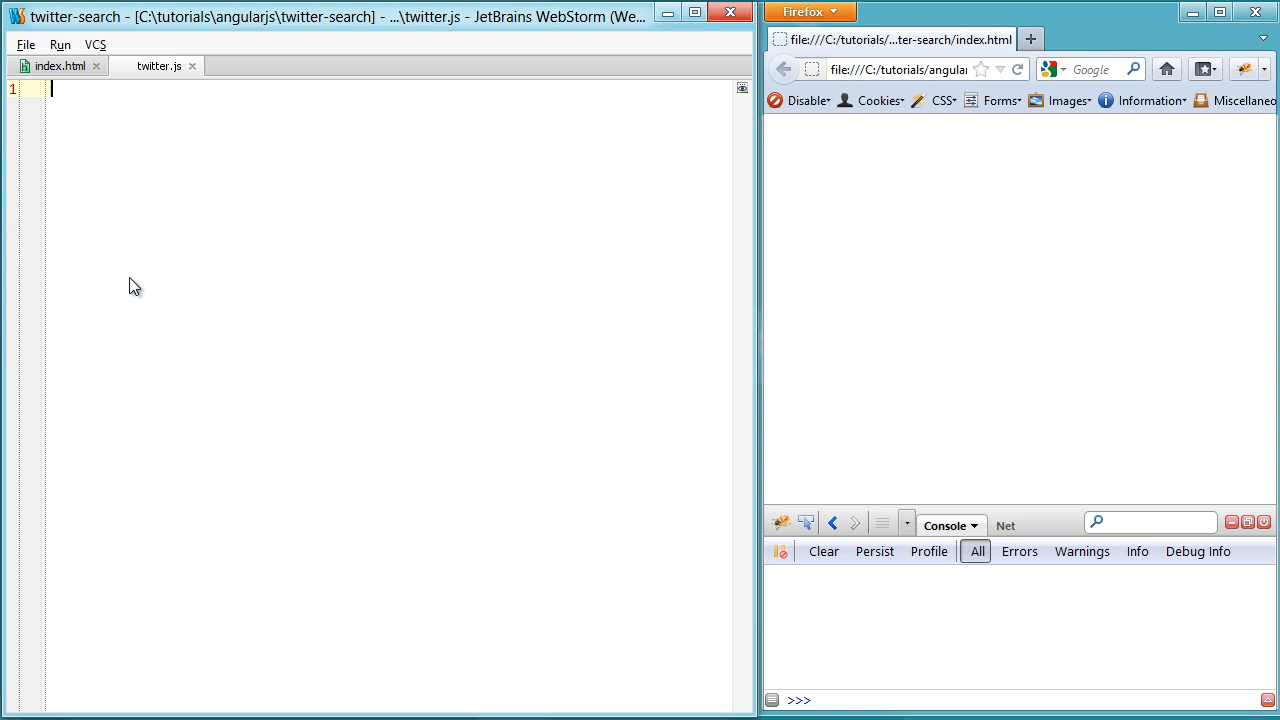 twitter-search - [C:\tutorials\angularjs\twitter-search] - ...\twitter.js - JetBrains WebStorm (We...
File Run VCS
index.html twitter.js
1
Firefox
file:///C:/tutorials/...ter-search/index.html
file:///C:/tutorials/angular Google
Disable Cookies CSS Forms Images Information Miscellaneo
Console Net
Clear Persist Profile All Errors Warnings Info Debug Info
>>>